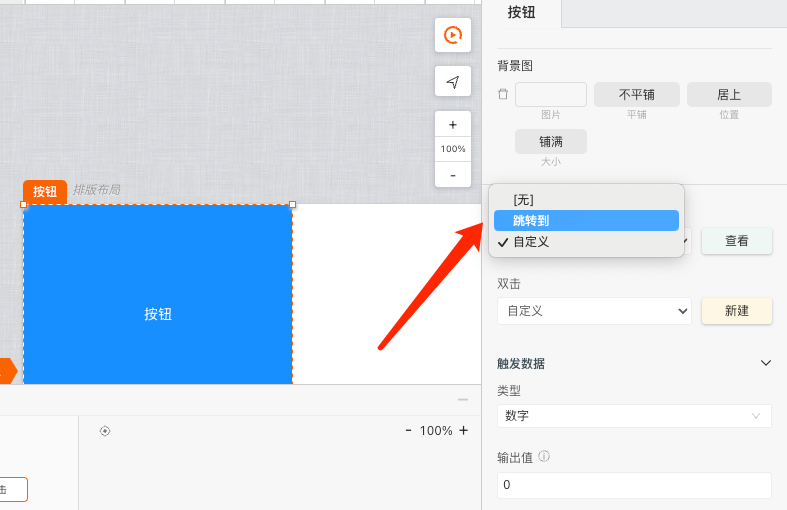 按钮
背景图
不平铺
居上
图片
平铺
位置
铺满
大小
+
100%
-
按钮
排版布局
按钮
[无]
跳转到
自定义
查看
双击
自定义
新建
触发数据
类型
数字
输出值
0
- 100% +
击